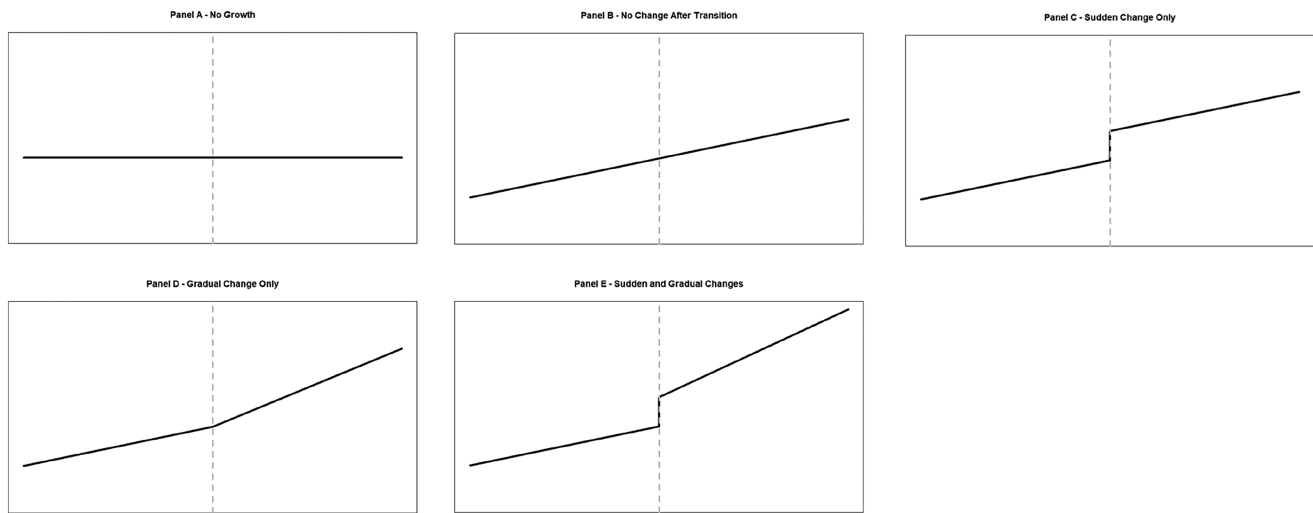 Panel A - No Growth
Panel B - No Change After Transition
Panel C - Sudden Change Only
Panel D - Gradual Change Only
Panel E - Sudden and Gradual Changes